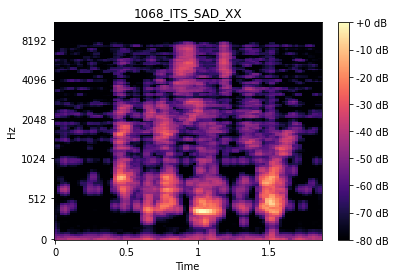 1068_ITS_SAD_XX
8192
4096
2048
1024
512
0
Hz
0
0.5
1
1.5
Time
+0 dB
-10 dB
-20 dB
-30 dB
-40 dB
-50 dB
-60 dB
-70 dB
-80 dB